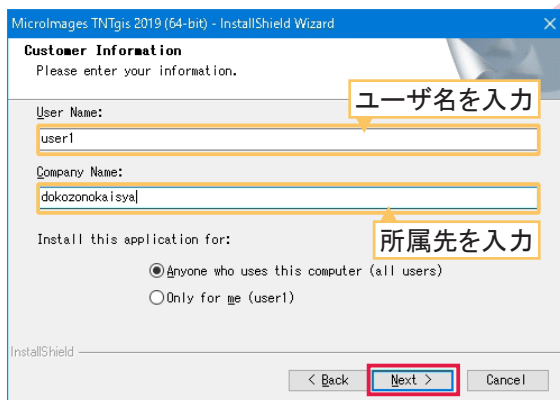 MicroImages TNTgis 2019 (64-bit) - InstallShield Wizard
Customer Information
Please enter your information.
ユーザ名を入力
User Name:
user1
Company Name:
dokozonokaisya
所属先を入力
Install this application for:
Anyone who uses this computer (all users)
Only for me (user1)
InstallShield
< Back
Next >
Cancel